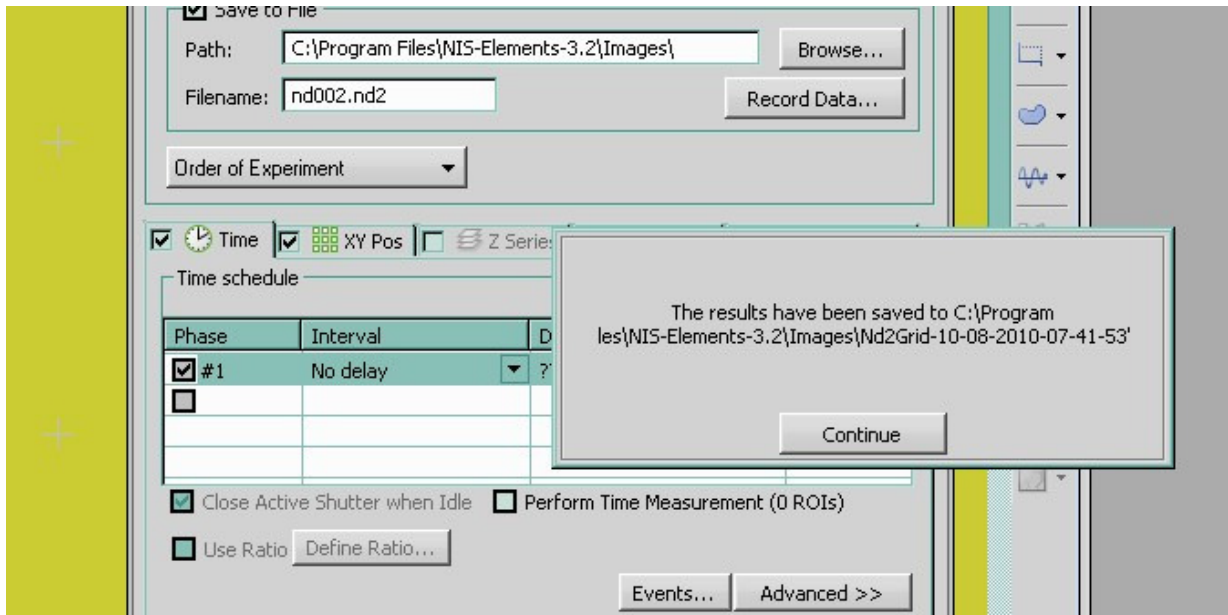 Save to File
Path: C:\Program Files\NIS-Elements-3.2\Images\ Browse...
Filename: nd002.nd2 Record Data...
Order of Experiment
Time XY Pos Z Series
Time schedule
Phase Interval D
#1 No delay ?
The results have been saved to C:\Program
les\NIS-Elements-3.2\Images\Nd2Grid-10-08-2010-07-41-53'
Continue
Close Active Shutter when Idle Perform Time Measurement (0 ROIs)
Use Ratio Define Ratio...
Events... Advanced >>